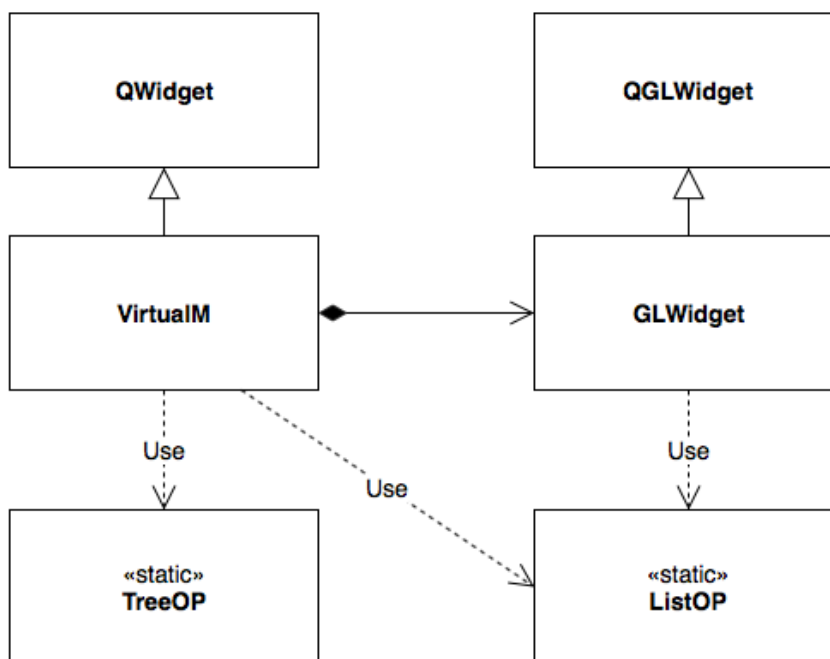 QWidget
QGLWidget
VirtualM
GLWidget
Use
Use
Use
«static»
TreeOP
«static»
ListOP